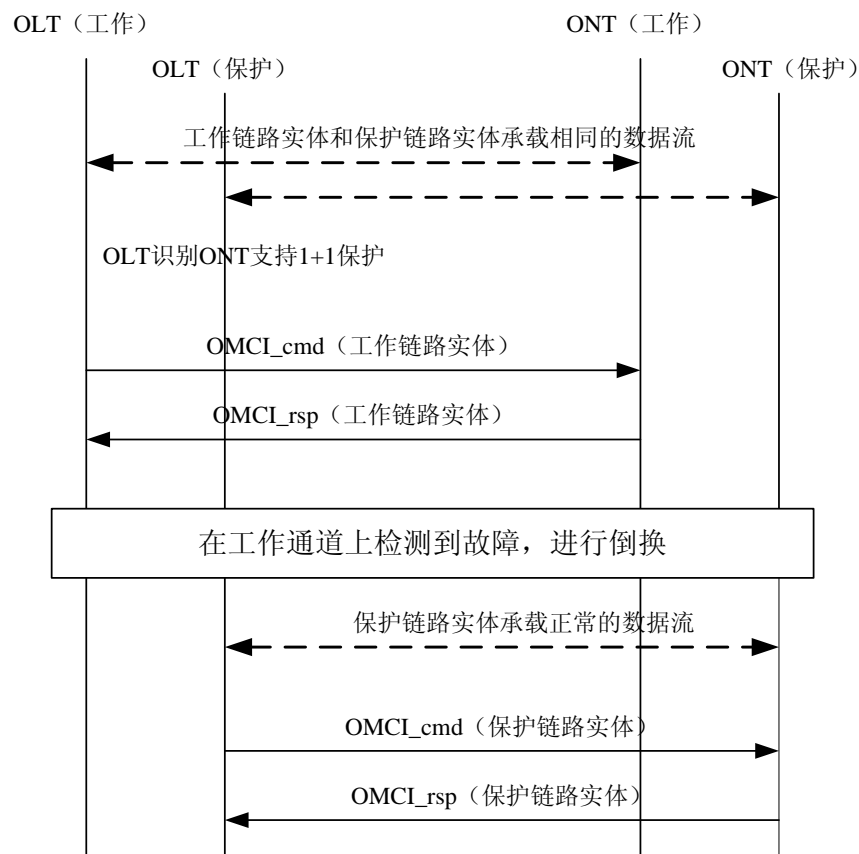 OLT（工作）
ONT（工作）
OLT（保护）
ONT（保护）
工作链路实体和保护链路实体承载相同的数据流
OLT识别ONT支持1+1保护
OMCI_cmd（工作链路实体）
OMCI_rsp（工作链路实体）
在工作通道上检测到故障，进行倒换
保护链路实体承载正常的数据流
OMCI_cmd（保护链路实体）
OMCI_rsp（保护链路实体）